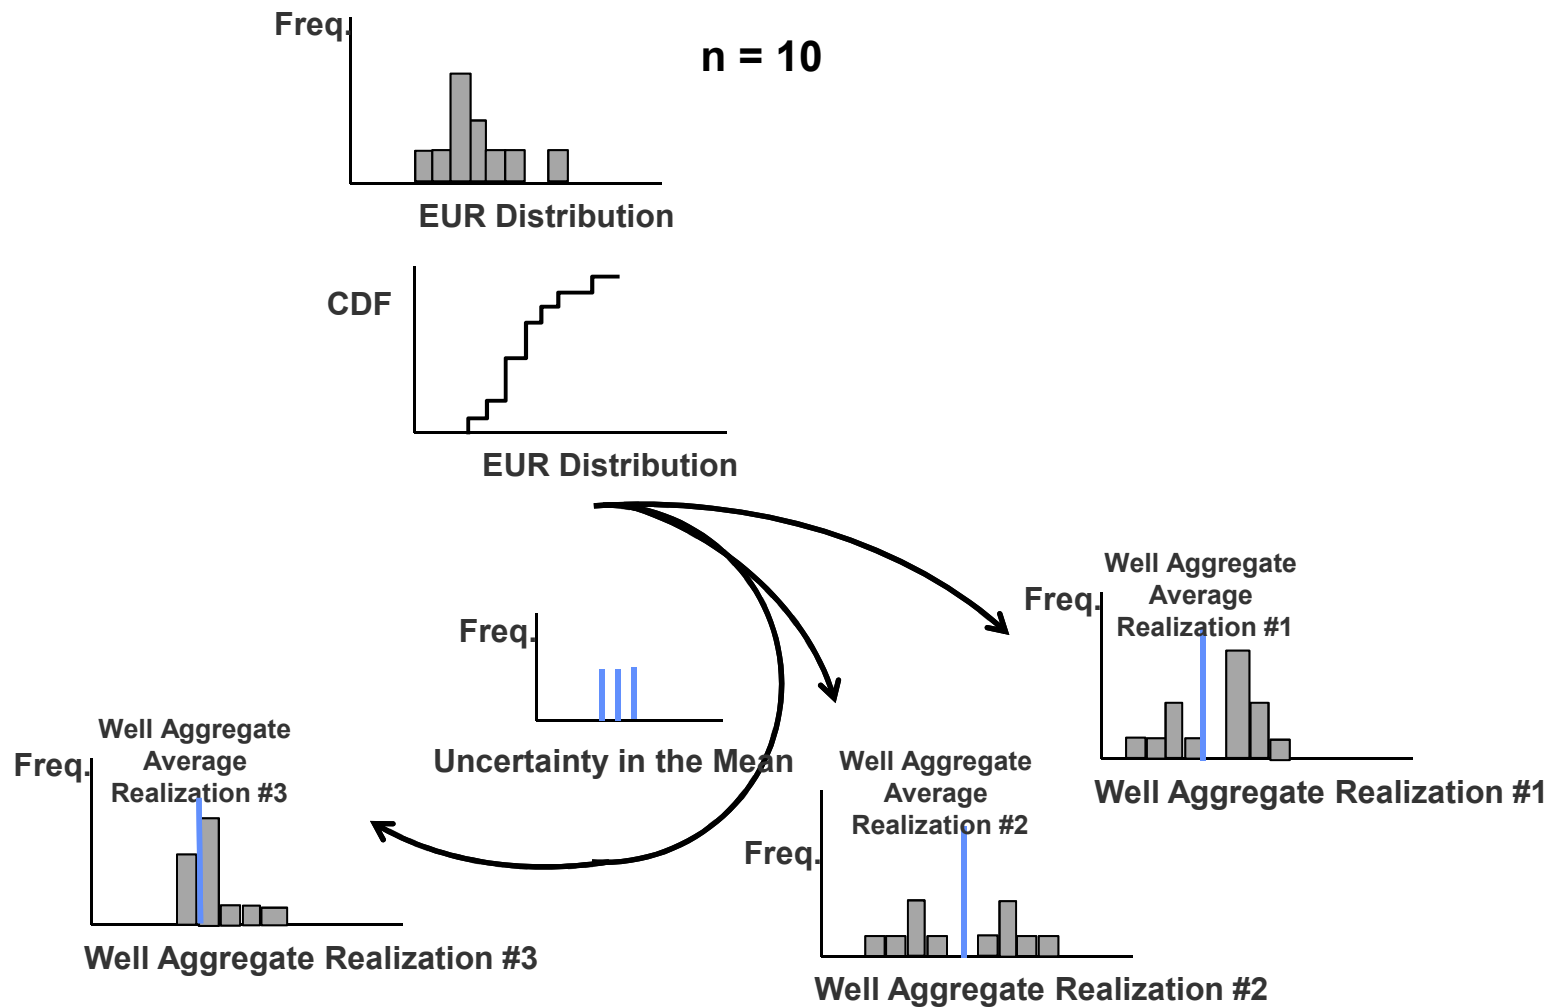 Freq.
n = 10
EUR Distribution
CDF
EUR Distribution
Well Aggregate
Average
Realization #1
Freq.
Freq.
Well Aggregate
Average
Realization #3
Freq.
Uncertainty in the Mean
Well Aggregate
Average
Realization #2
Freq.
Well Aggregate Realization #1
Well Aggregate Realization #3
Well Aggregate Realization #2